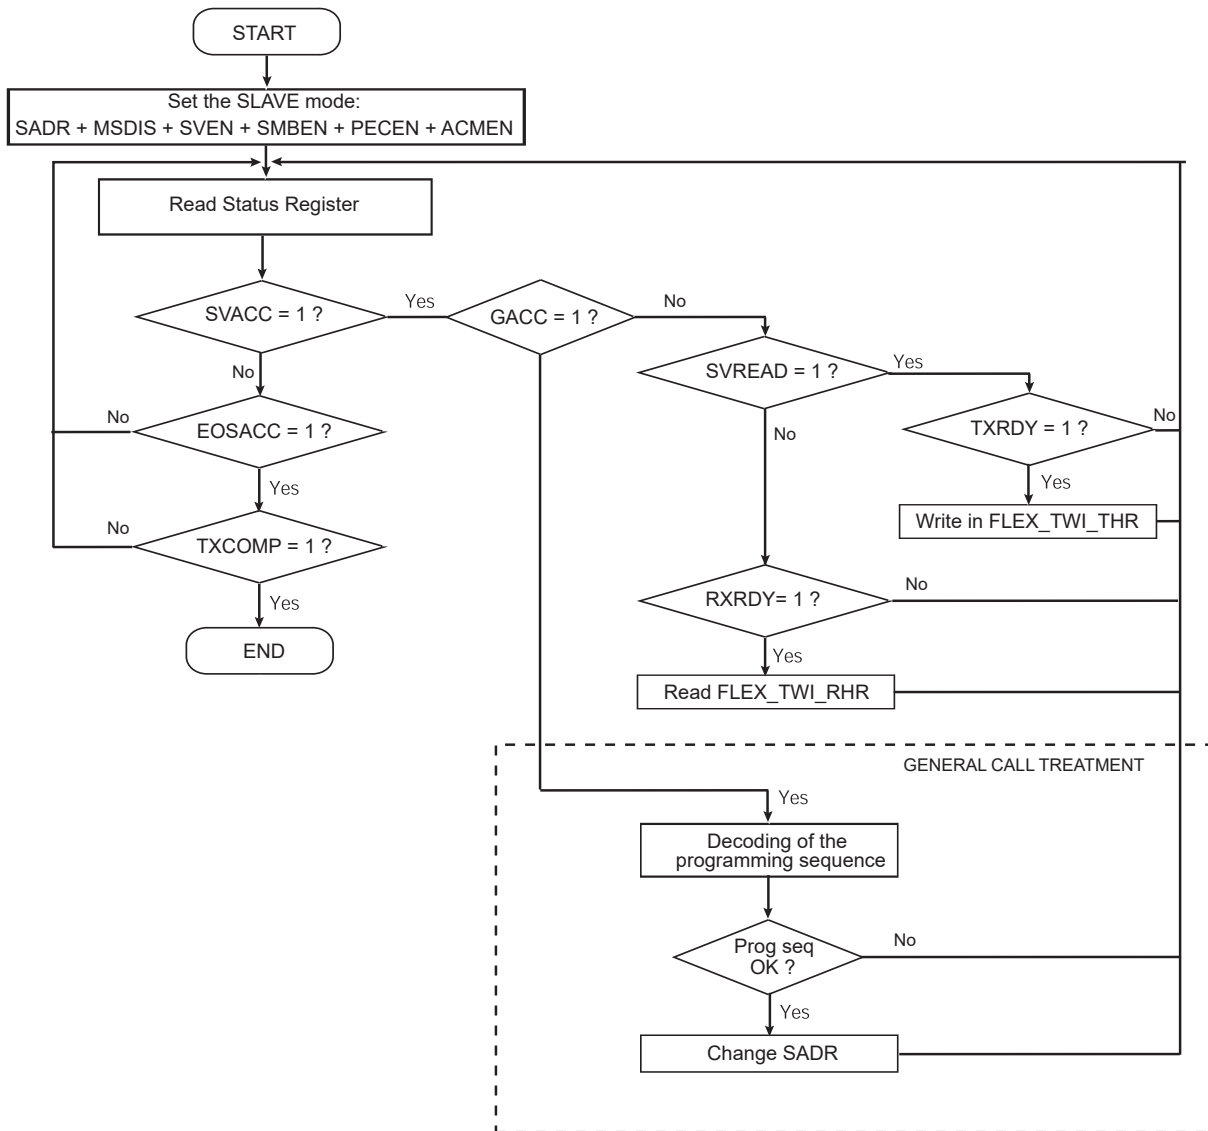 START
Set the SLAVE mode:
SADR + MSDIS + SVEN + SMBEN + PECEN + ACMEN
Read Status Register
SVACC = 1 ?
Yes
GACC = 1 ?
No
SVREAD = 1 ?
Yes
No
No
EOSACC = 1 ?
No
TXRDY = 1 ?
No
Yes
Yes
Write in FLEX_TWI_THR
No
TXCOMP = 1 ?
RXRDY= 1 ?
No
Yes
END
Yes
Read FLEX_TWI_RHR
GENERAL CALL TREATMENT
Yes
Decoding of the
programming sequence
Prog seq
OK ?
No
Yes
Change SADR